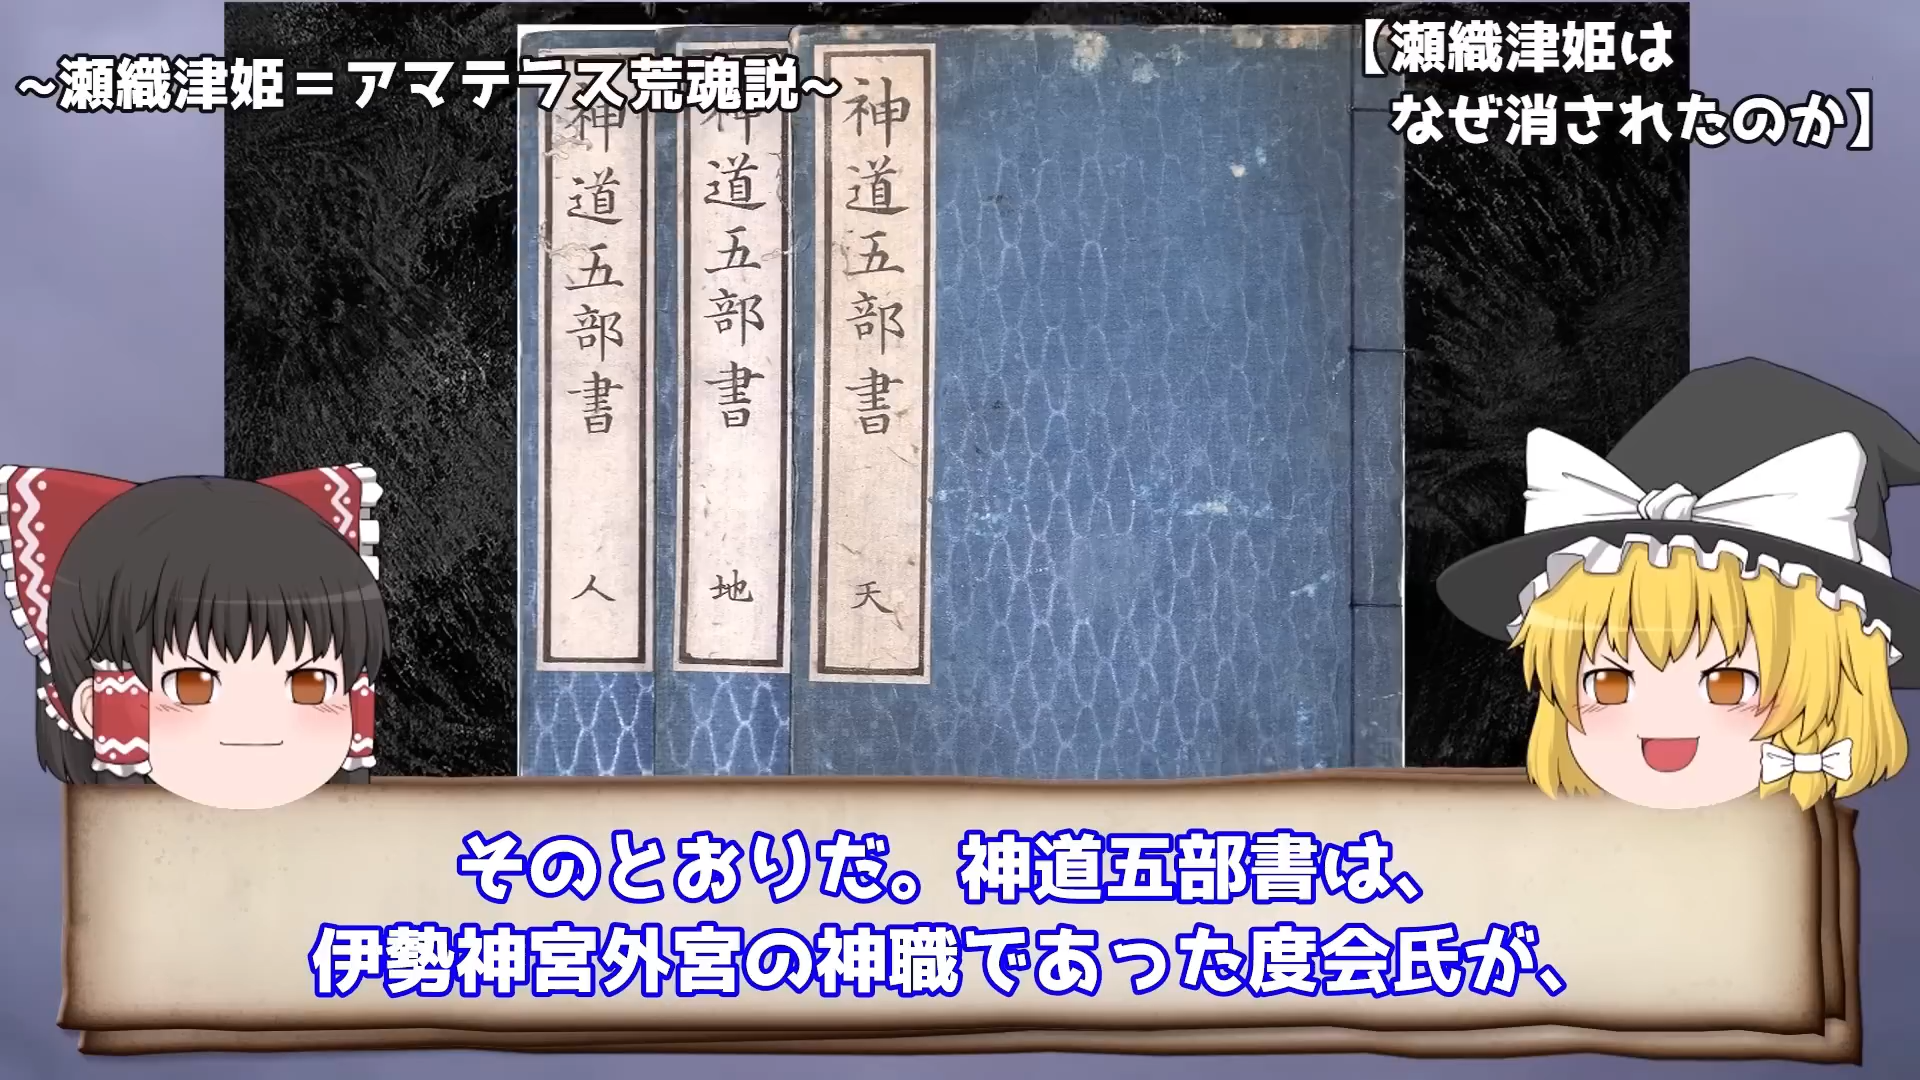 ~瀬織津姫＝アマテラス荒魂説~
【瀬織津姫は
なぜ消されたのか】
神道五部書 天
神道五部書 地
神道五部書 人
そのとおりだ。神道五部書は、
伊勢神宮外宮の神職であった度会氏が、